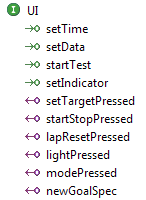 I UI
setTime
setData
startTest
setIndicator
setTargetPressed
startStopPressed
lapResetPressed
lightPressed
modePressed
newGoalSpec